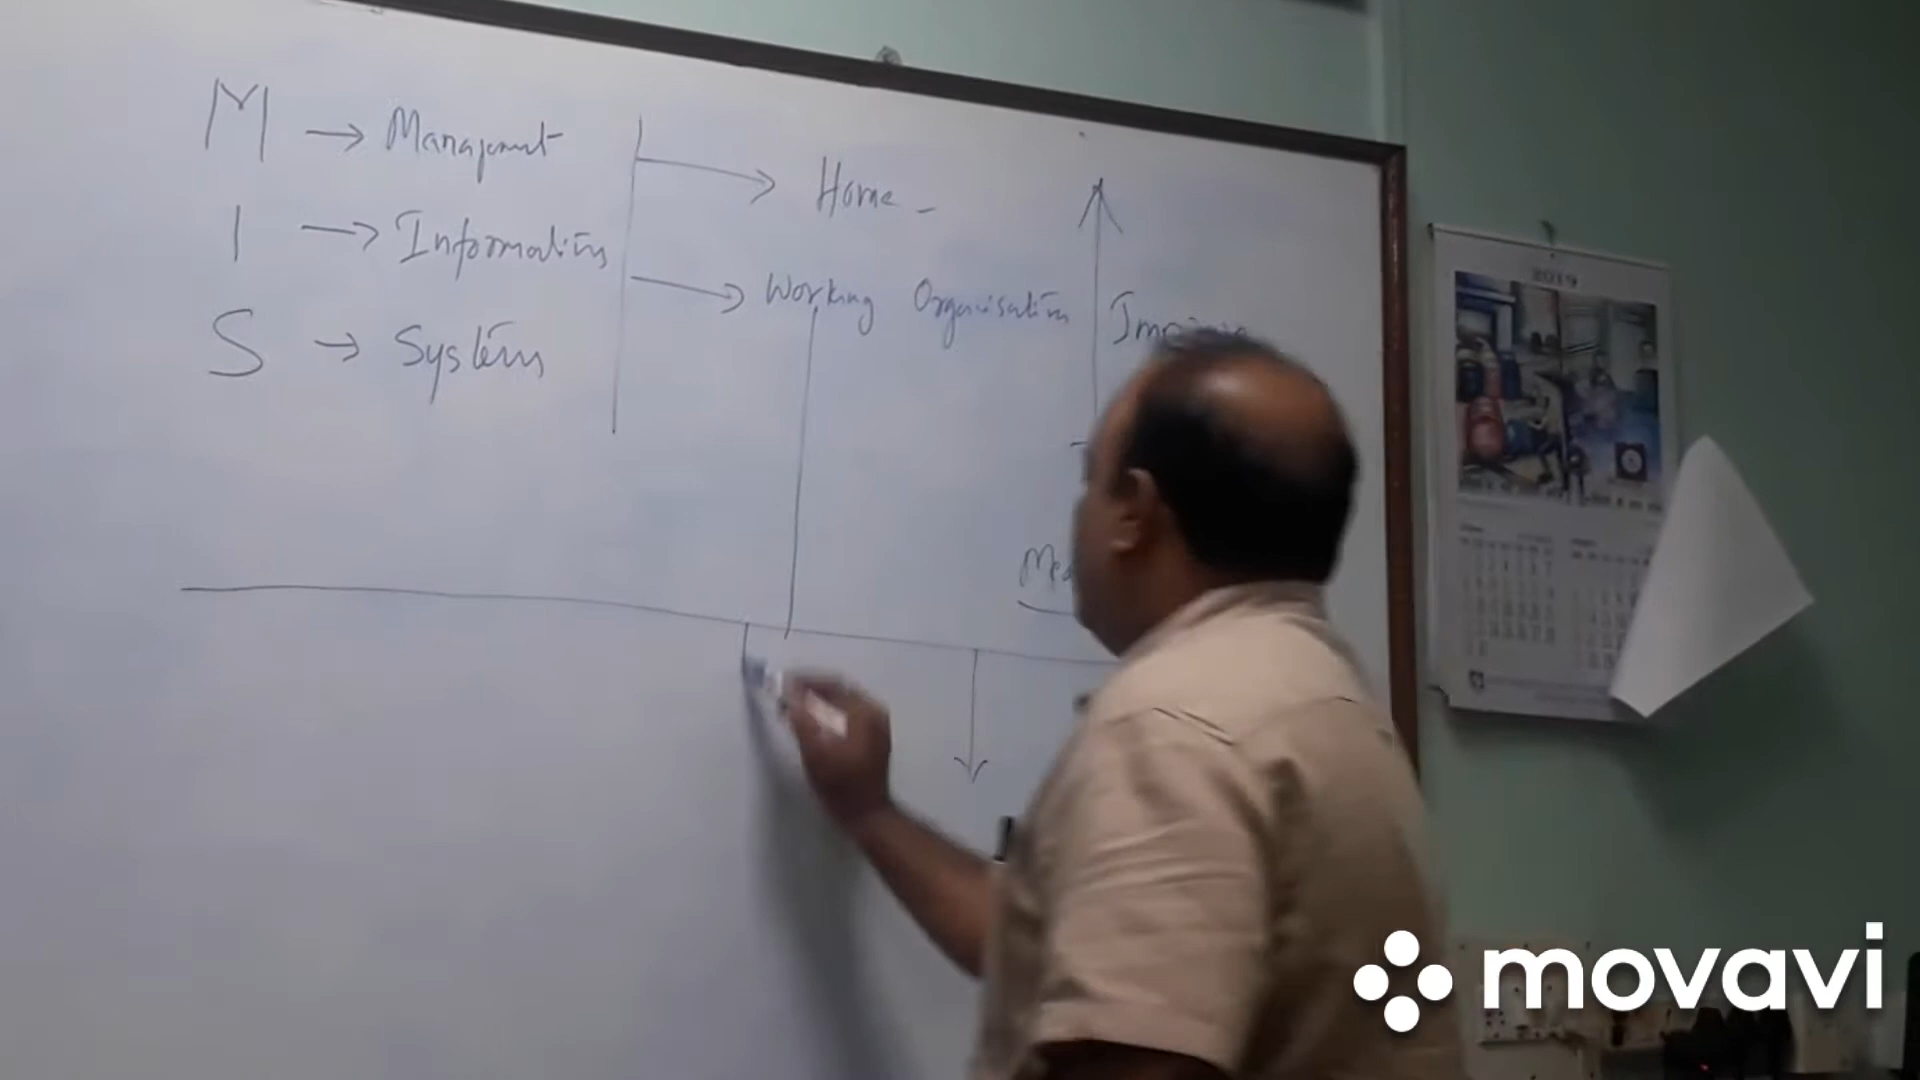 M → Management
I → Information
S → System
Home -
Working Organisation
movavi